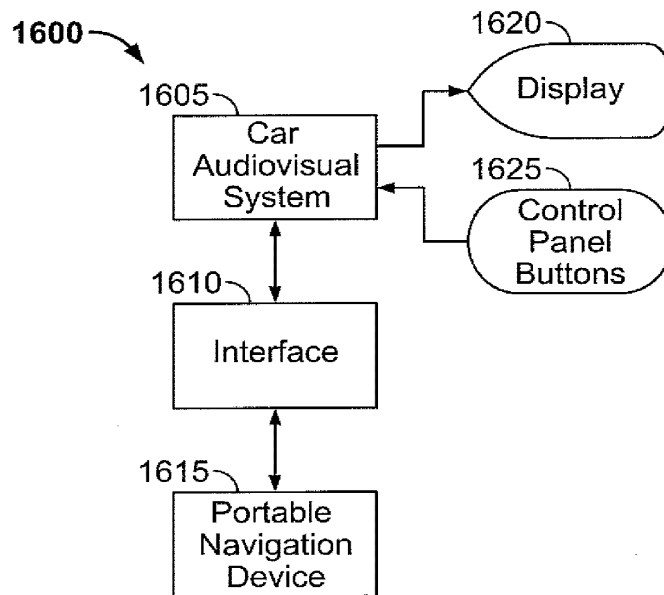 1600
1620
Display
1605
Car
Audiovisual
System
1625
Control
Panel
Buttons
1610
Interface
1615
Portable
Navigation
Device